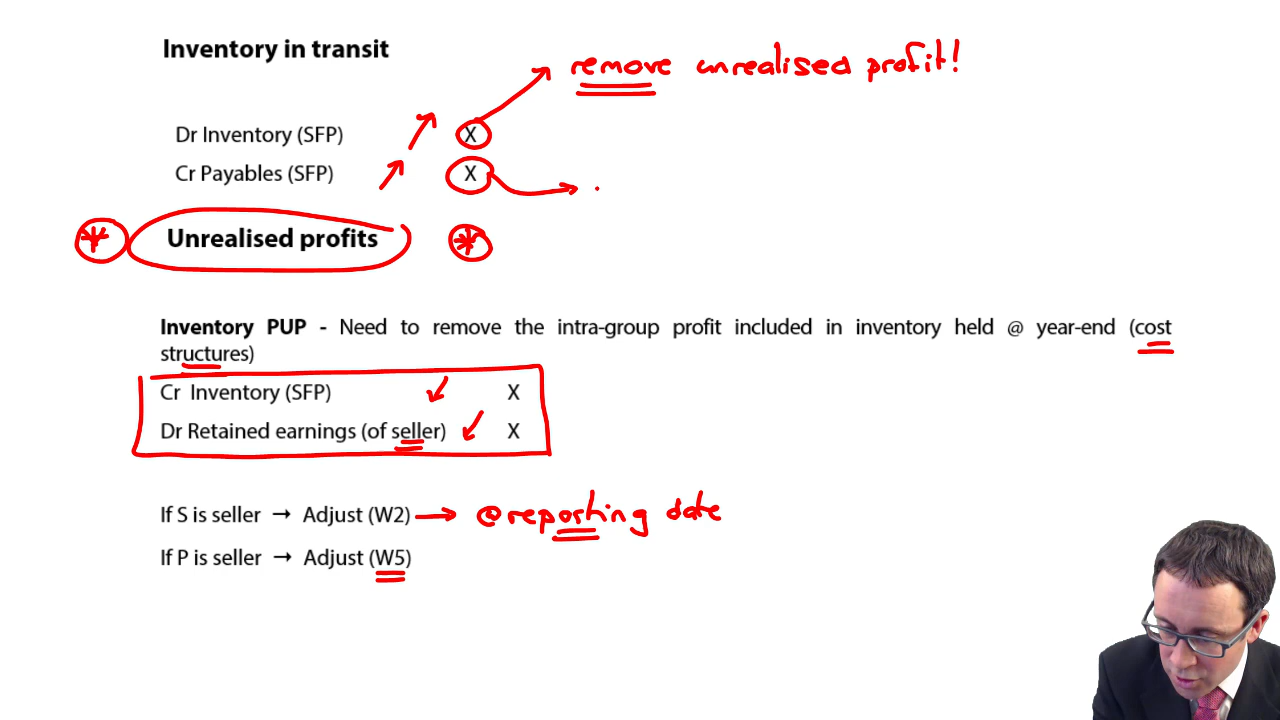 Inventory in transit
remove unrealised profit!
Dr Inventory (SFP) X
Cr Payables (SFP) X
* Unrealised profits *
Inventory PUP - Need to remove the intra-group profit included in inventory held @ year-end (cost
structures)
Cr Inventory (SFP) X
Dr Retained earnings (of seller) X
If S is seller → Adjust (W2) → @reporting date
If P is seller → Adjust (W5)